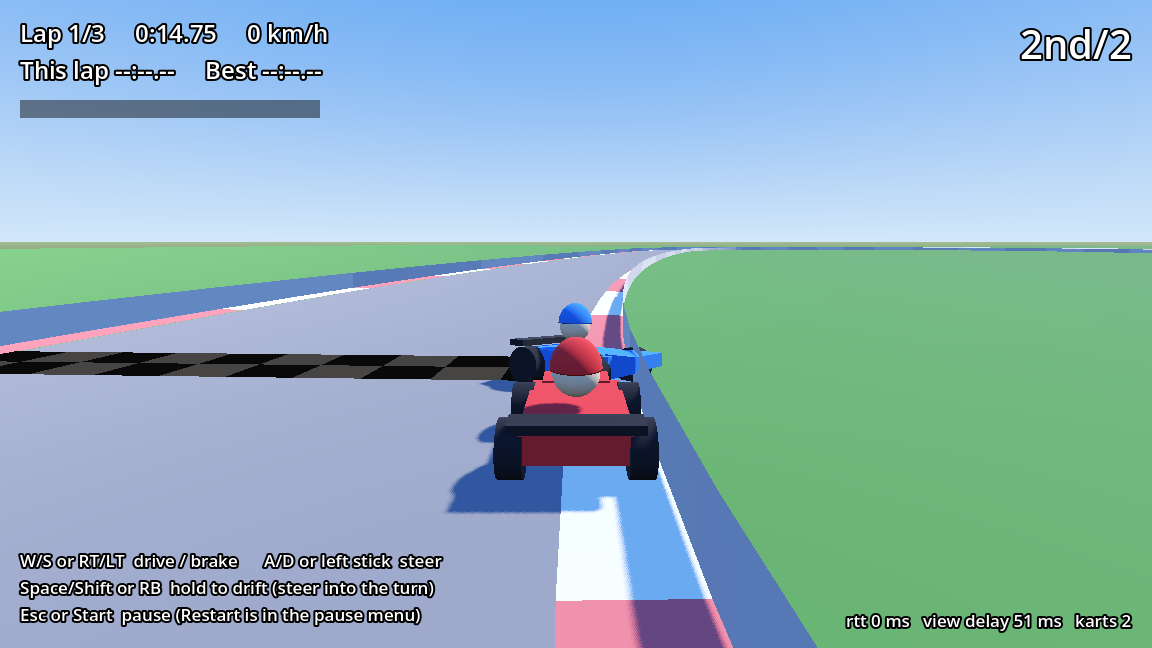 Lap 1/3 0:14.75 0 km/h
2nd/2
This lap --:--.-- Best --:--.--
W/S or RT/LT drive / brake A/D or left stick steer
Space/Shift or RB hold to drift (steer into the turn)
Esc or Start pause (Restart is in the pause menu)
rtt 0 ms view delay 51 ms karts 2